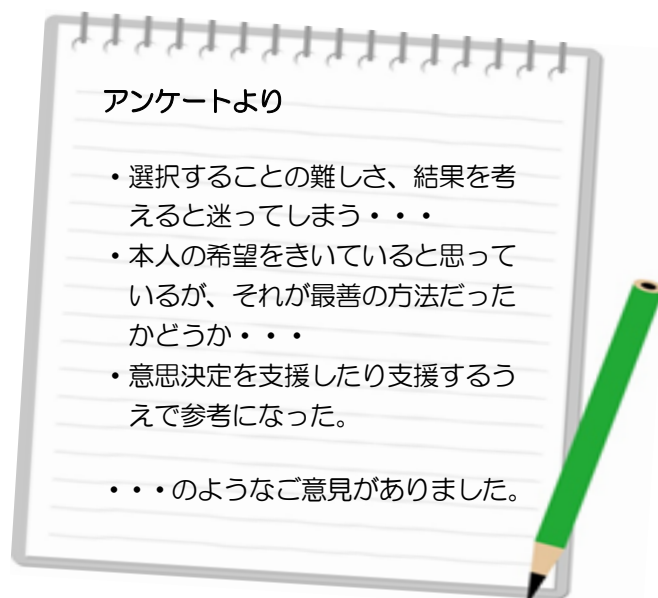 アンケートより
・選択することの難しさ、結果を考
えると迷ってしまう・・・
・本人の希望をきいていると思って
いるが、それが最善の方法だった
かどうか・・・
・意思決定を支援したり支援するう
えで参考になった。
・・・のようなご意見がありました。